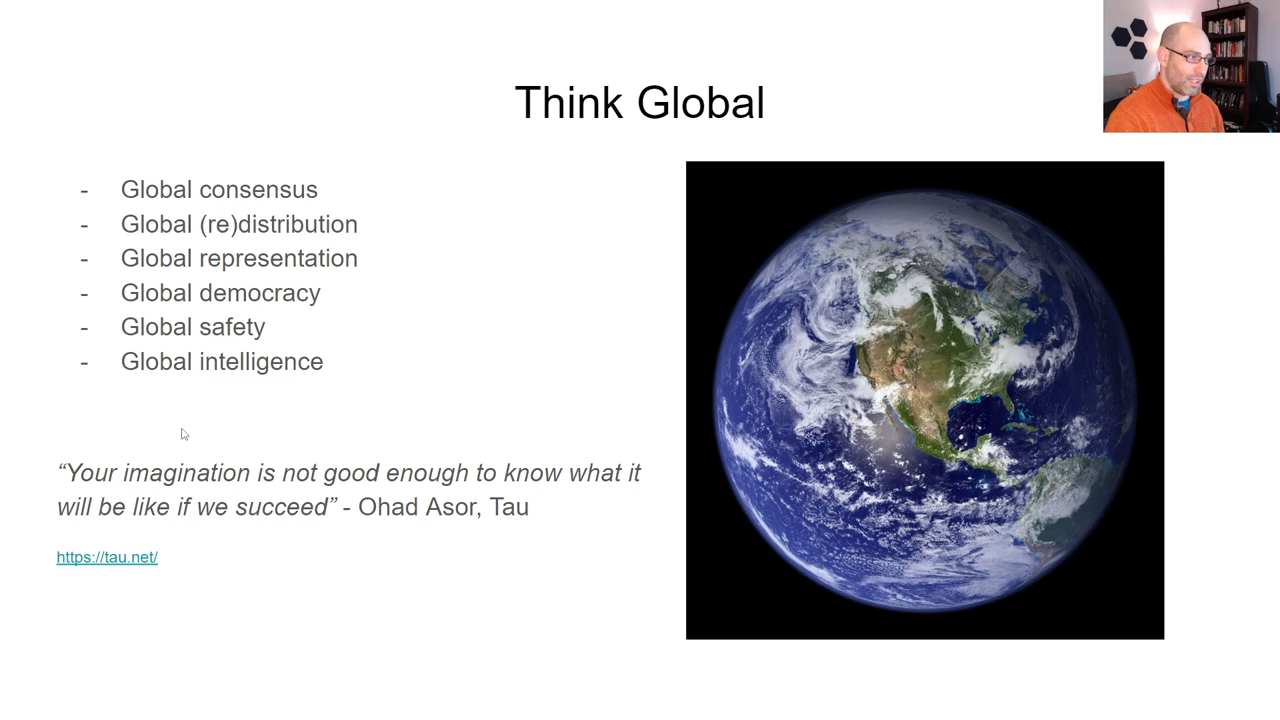 Think Global
- Global consensus
- Global (re)distribution
- Global representation
- Global democracy
- Global safety
- Global intelligence
“Your imagination is not good enough to know what it
will be like if we succeed” - Ohad Asor, Tau
https://tau.net/